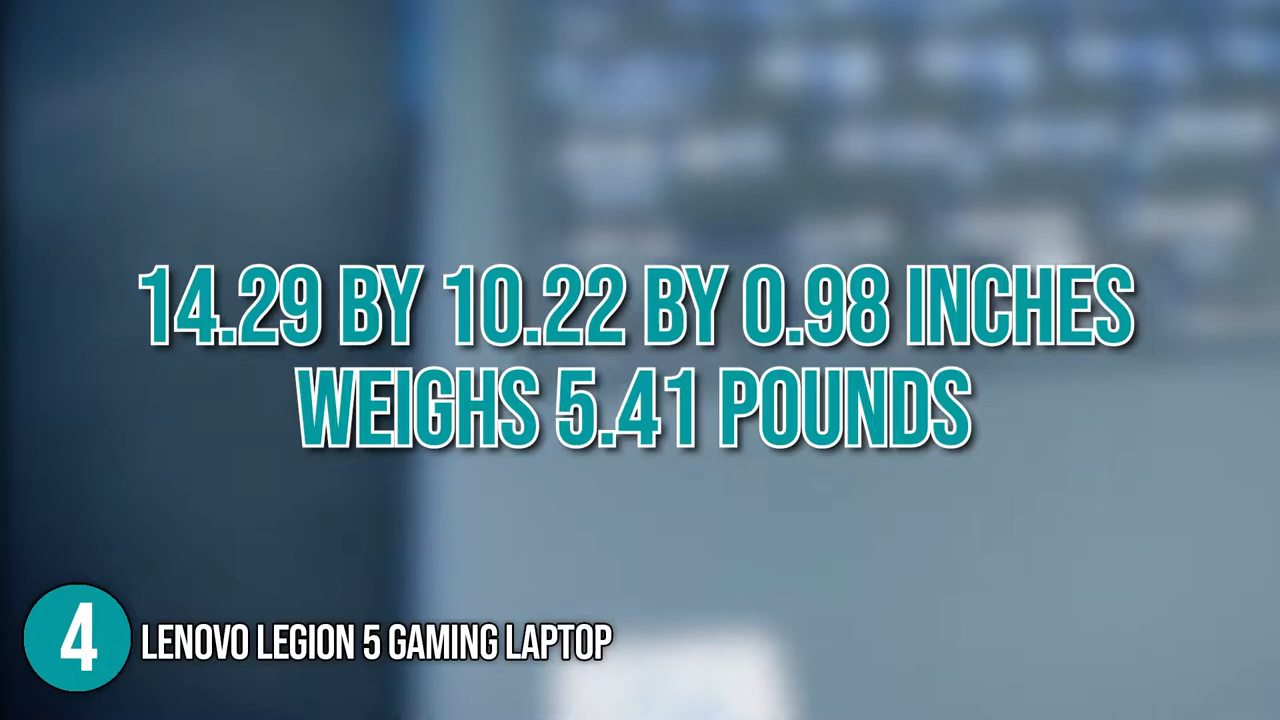 14.29 BY 10.22 BY 0.98 INCHES
WEIGHS 5.41 POUNDS
4
LENOVO LEGION 5 GAMING LAPTOP